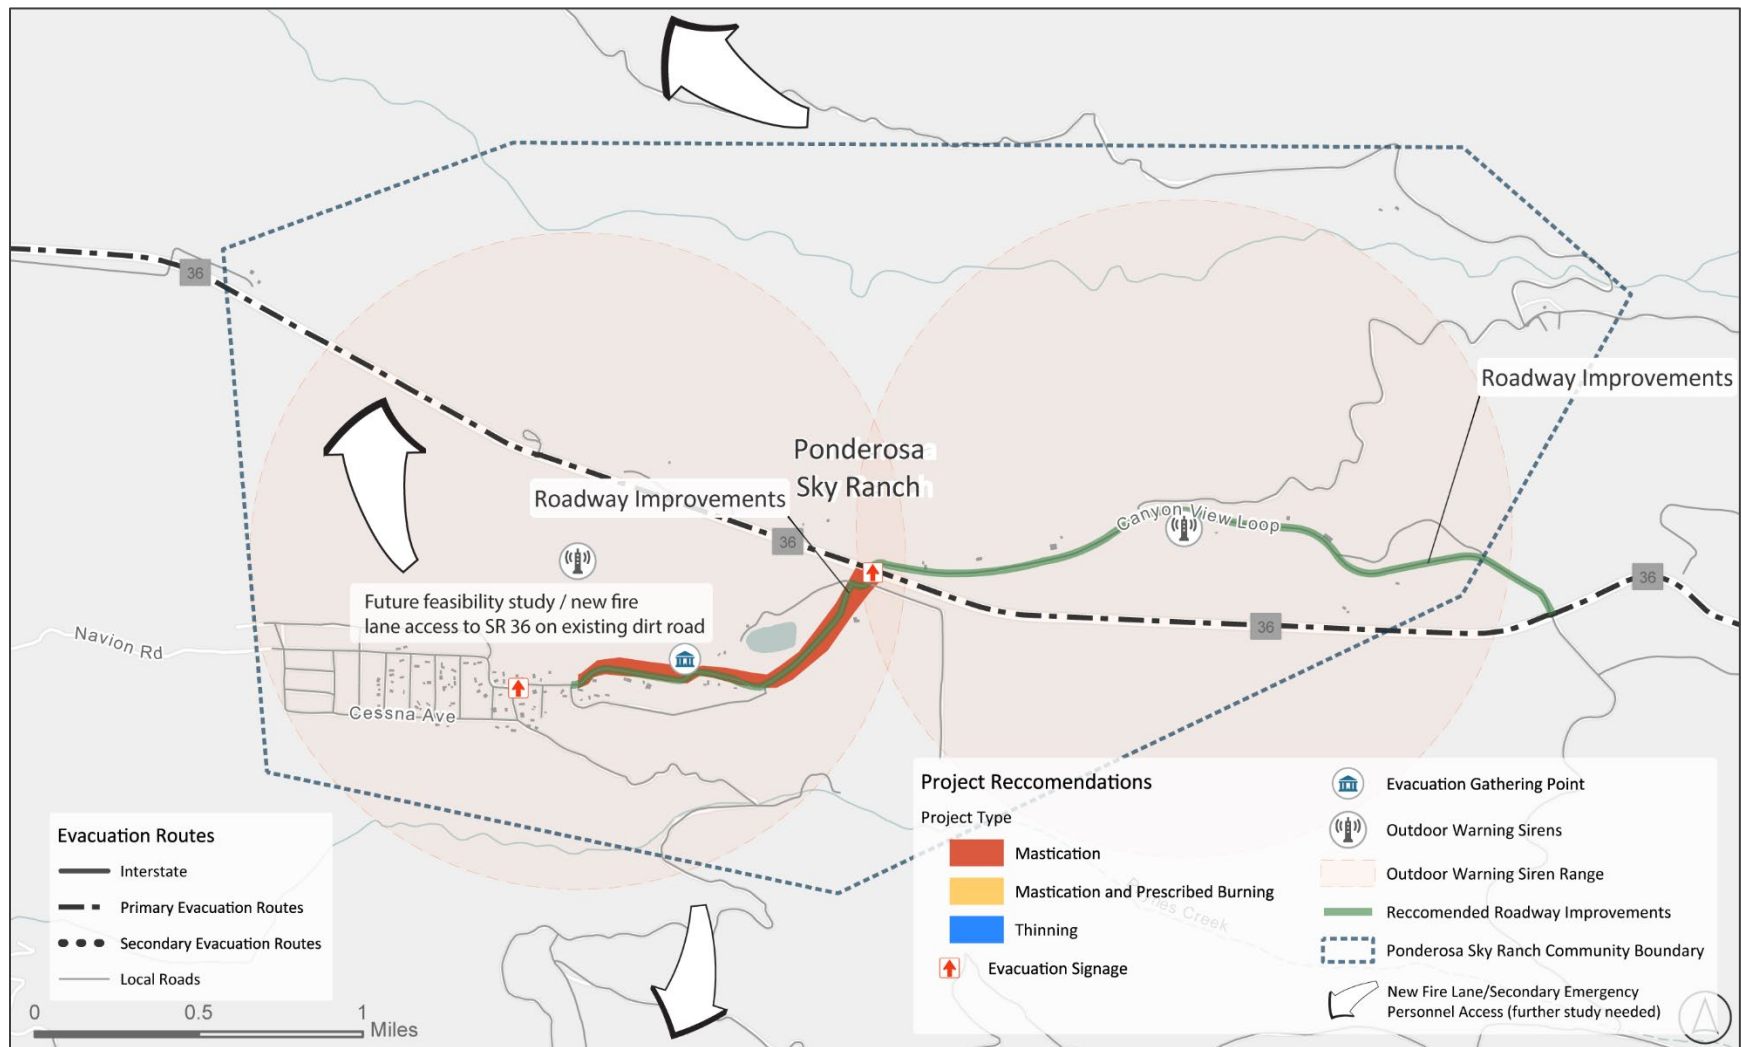 36
Roadway Improvements
Ponderosa
Sky Ranch
Roadway Improvements
36
Canyon View Loop
36
36
Future feasibility study / new fire
lane access to SR 36 on existing dirt road
Navion Rd
Cessna Ave
Evacuation Routes
Interstate
Primary Evacuation Routes
Secondary Evacuation Routes
Local Roads
0 0.5 1
Miles
Project Reccomendations
Project Type
Mastication
Mastication and Prescribed Burning
Thinning
Evacuation Signage
Evacuation Gathering Point
Outdoor Warning Sirens
Outdoor Warning Siren Range
Reccomended Roadway Improvements
Ponderosa Sky Ranch Community Boundary
New Fire Lane/Secondary Emergency
Personnel Access (further study needed)
Creek